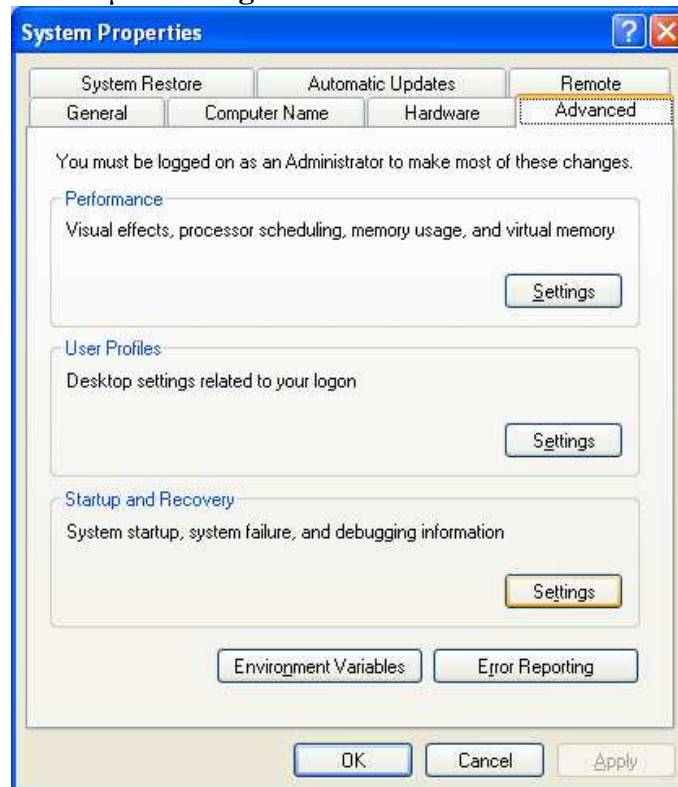 System Properties
System Restore Automatic Updates Remote
General Computer Name Hardware Advanced
You must be logged on as an Administrator to make most of these changes.
Performance
Visual effects, processor scheduling, memory usage, and virtual memory
Settings
User Profiles
Desktop settings related to your logon
Settings
Startup and Recovery
System startup, system failure, and debugging information
Settings
Environment Variables Error Reporting
OK Cancel Apply